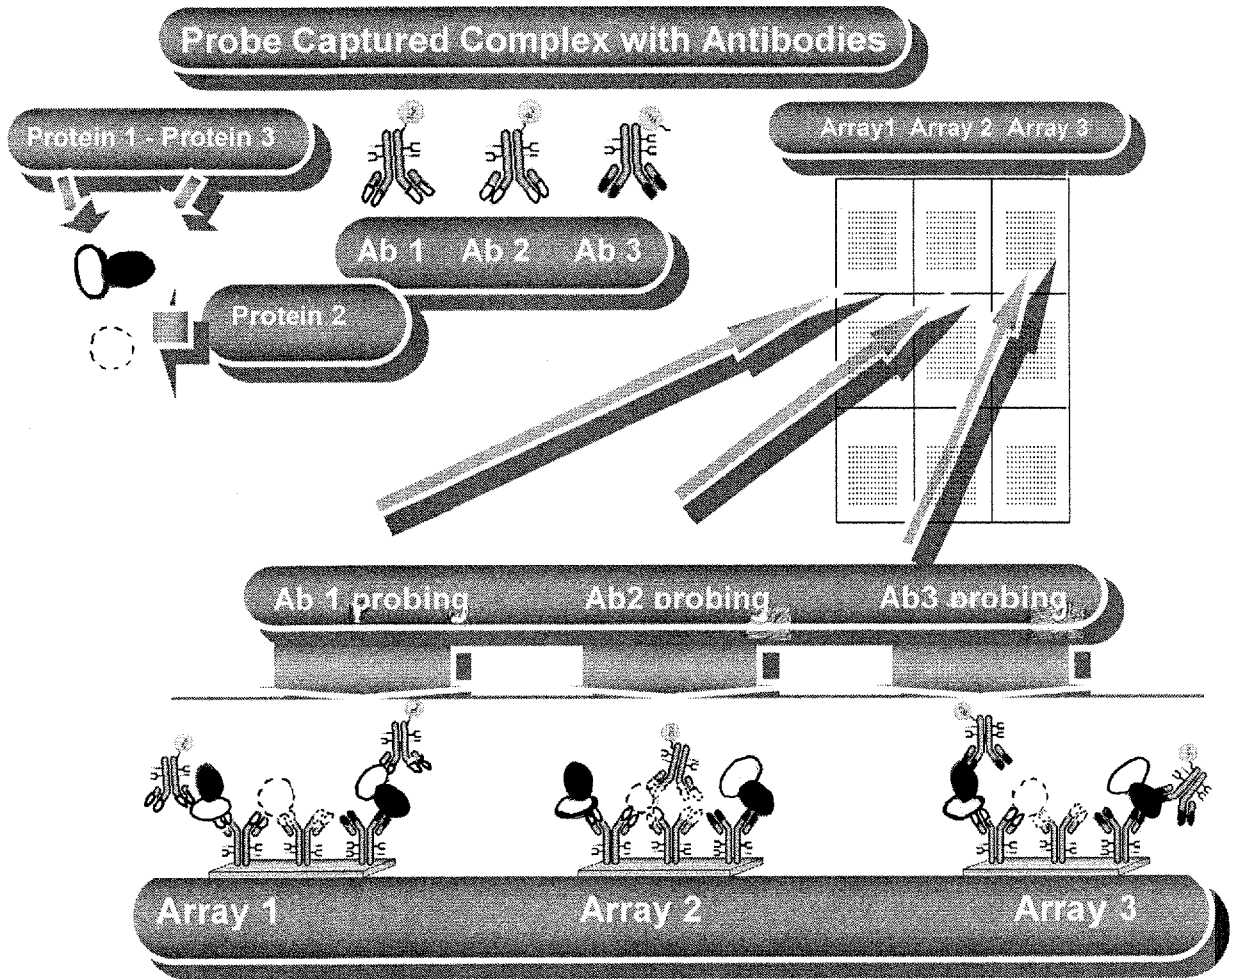 Probe Captured Complex with Antibodies
Protein 1 - Protein 3
Array1 Array 2 Array 3
Ab 1 Ab 2 Ab 3
Protein 2
Ab 1 probing Ab2 probing Ab3 probing
Array 1 Array 2 Array 3